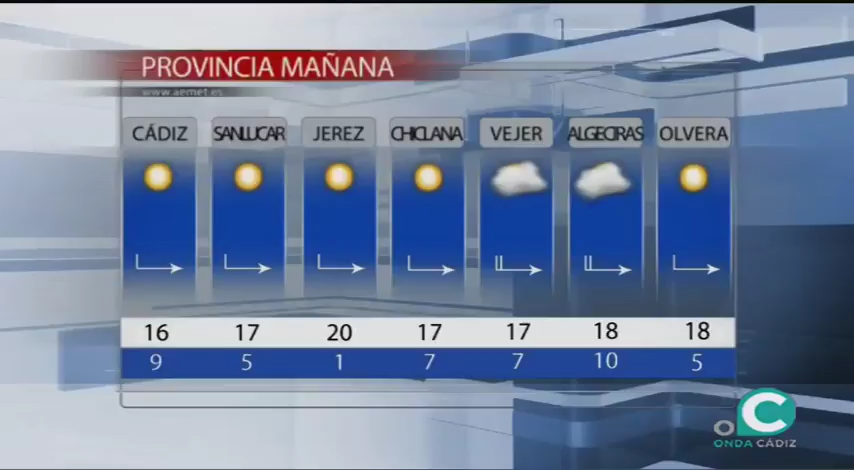 PROVINCIA MAÑANA
www.aemet.es
CÁDIZ SANLUCAR JEREZ CHICLANA VEJER ALGECIRAS OLVERA
16 17 20 17 17 18 18
9 5 1 7 7 10 5
OC
ONDA CÁDIZ